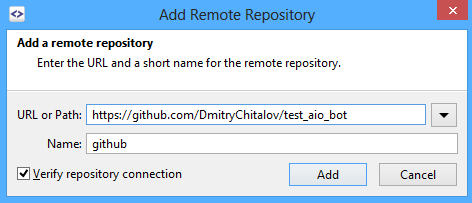 Add Remote Repository
Add a remote repository
Enter the URL and a short name for the remote repository.
URL or Path: https://github.com/DmitryChitalov/test_aio_bot
Name: github
Verify repository connection Add Cancel